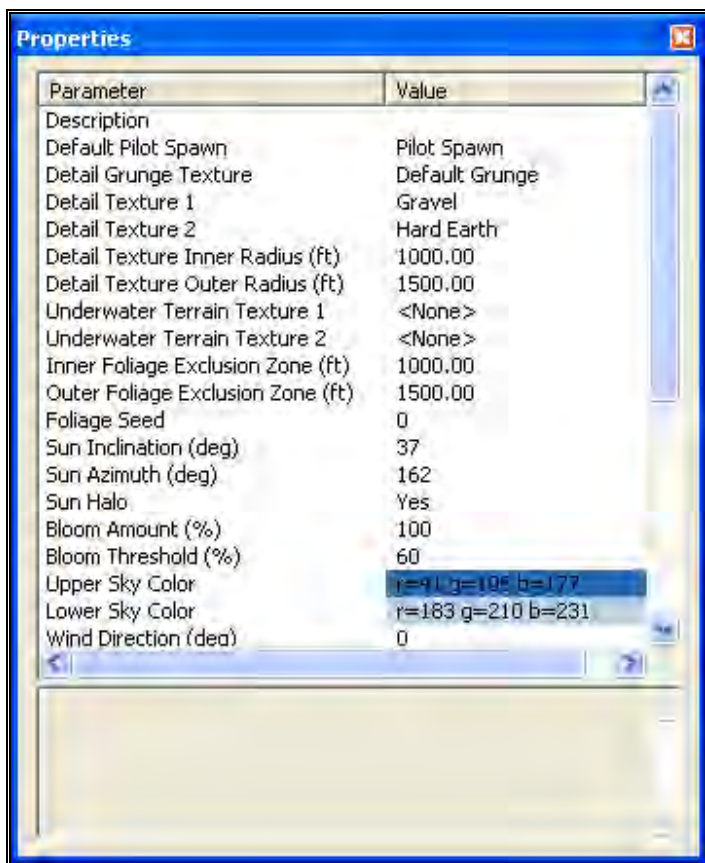 Properties
Parameter Value
Description
Default Pilot Spawn Pilot Spawn
Detail Grunge Texture Default Grunge
Detail Texture 1 Gravel
Detail Texture 2 Hard Earth
Detail Texture Inner Radius (ft) 1000.00
Detail Texture Outer Radius (ft) 1500.00
Underwater Terrain Texture 1 <None>
Underwater Terrain Texture 2 <None>
Inner Foliage Exclusion Zone (ft) 1000.00
Outer Foliage Exclusion Zone (ft) 1500.00
Foliage Seed 0
Sun Inclination (deg) 37
Sun Azimuth (deg) 162
Sun Halo Yes
Bloom Amount (%) 100
Bloom Threshold (%) 60
Upper Sky Color b=177
Lower Sky Color r=183 g=210 b=231
Wind Direction (deg) 0